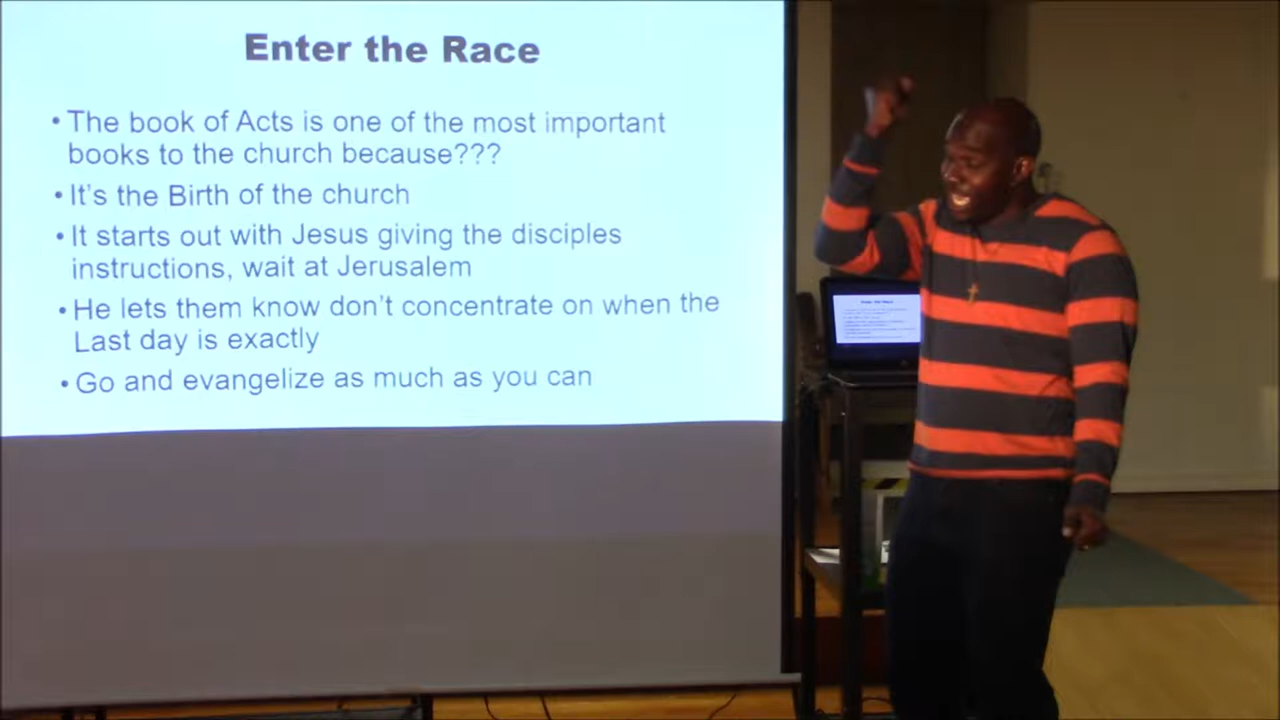 Enter the Race
• The book of Acts is one of the most important
books to the church because???
• It's the Birth of the church
• It starts out with Jesus giving the disciples
instructions, wait at Jerusalem
• He lets them know don't concentrate on when the
Last day is exactly
• Go and evangelize as much as you can